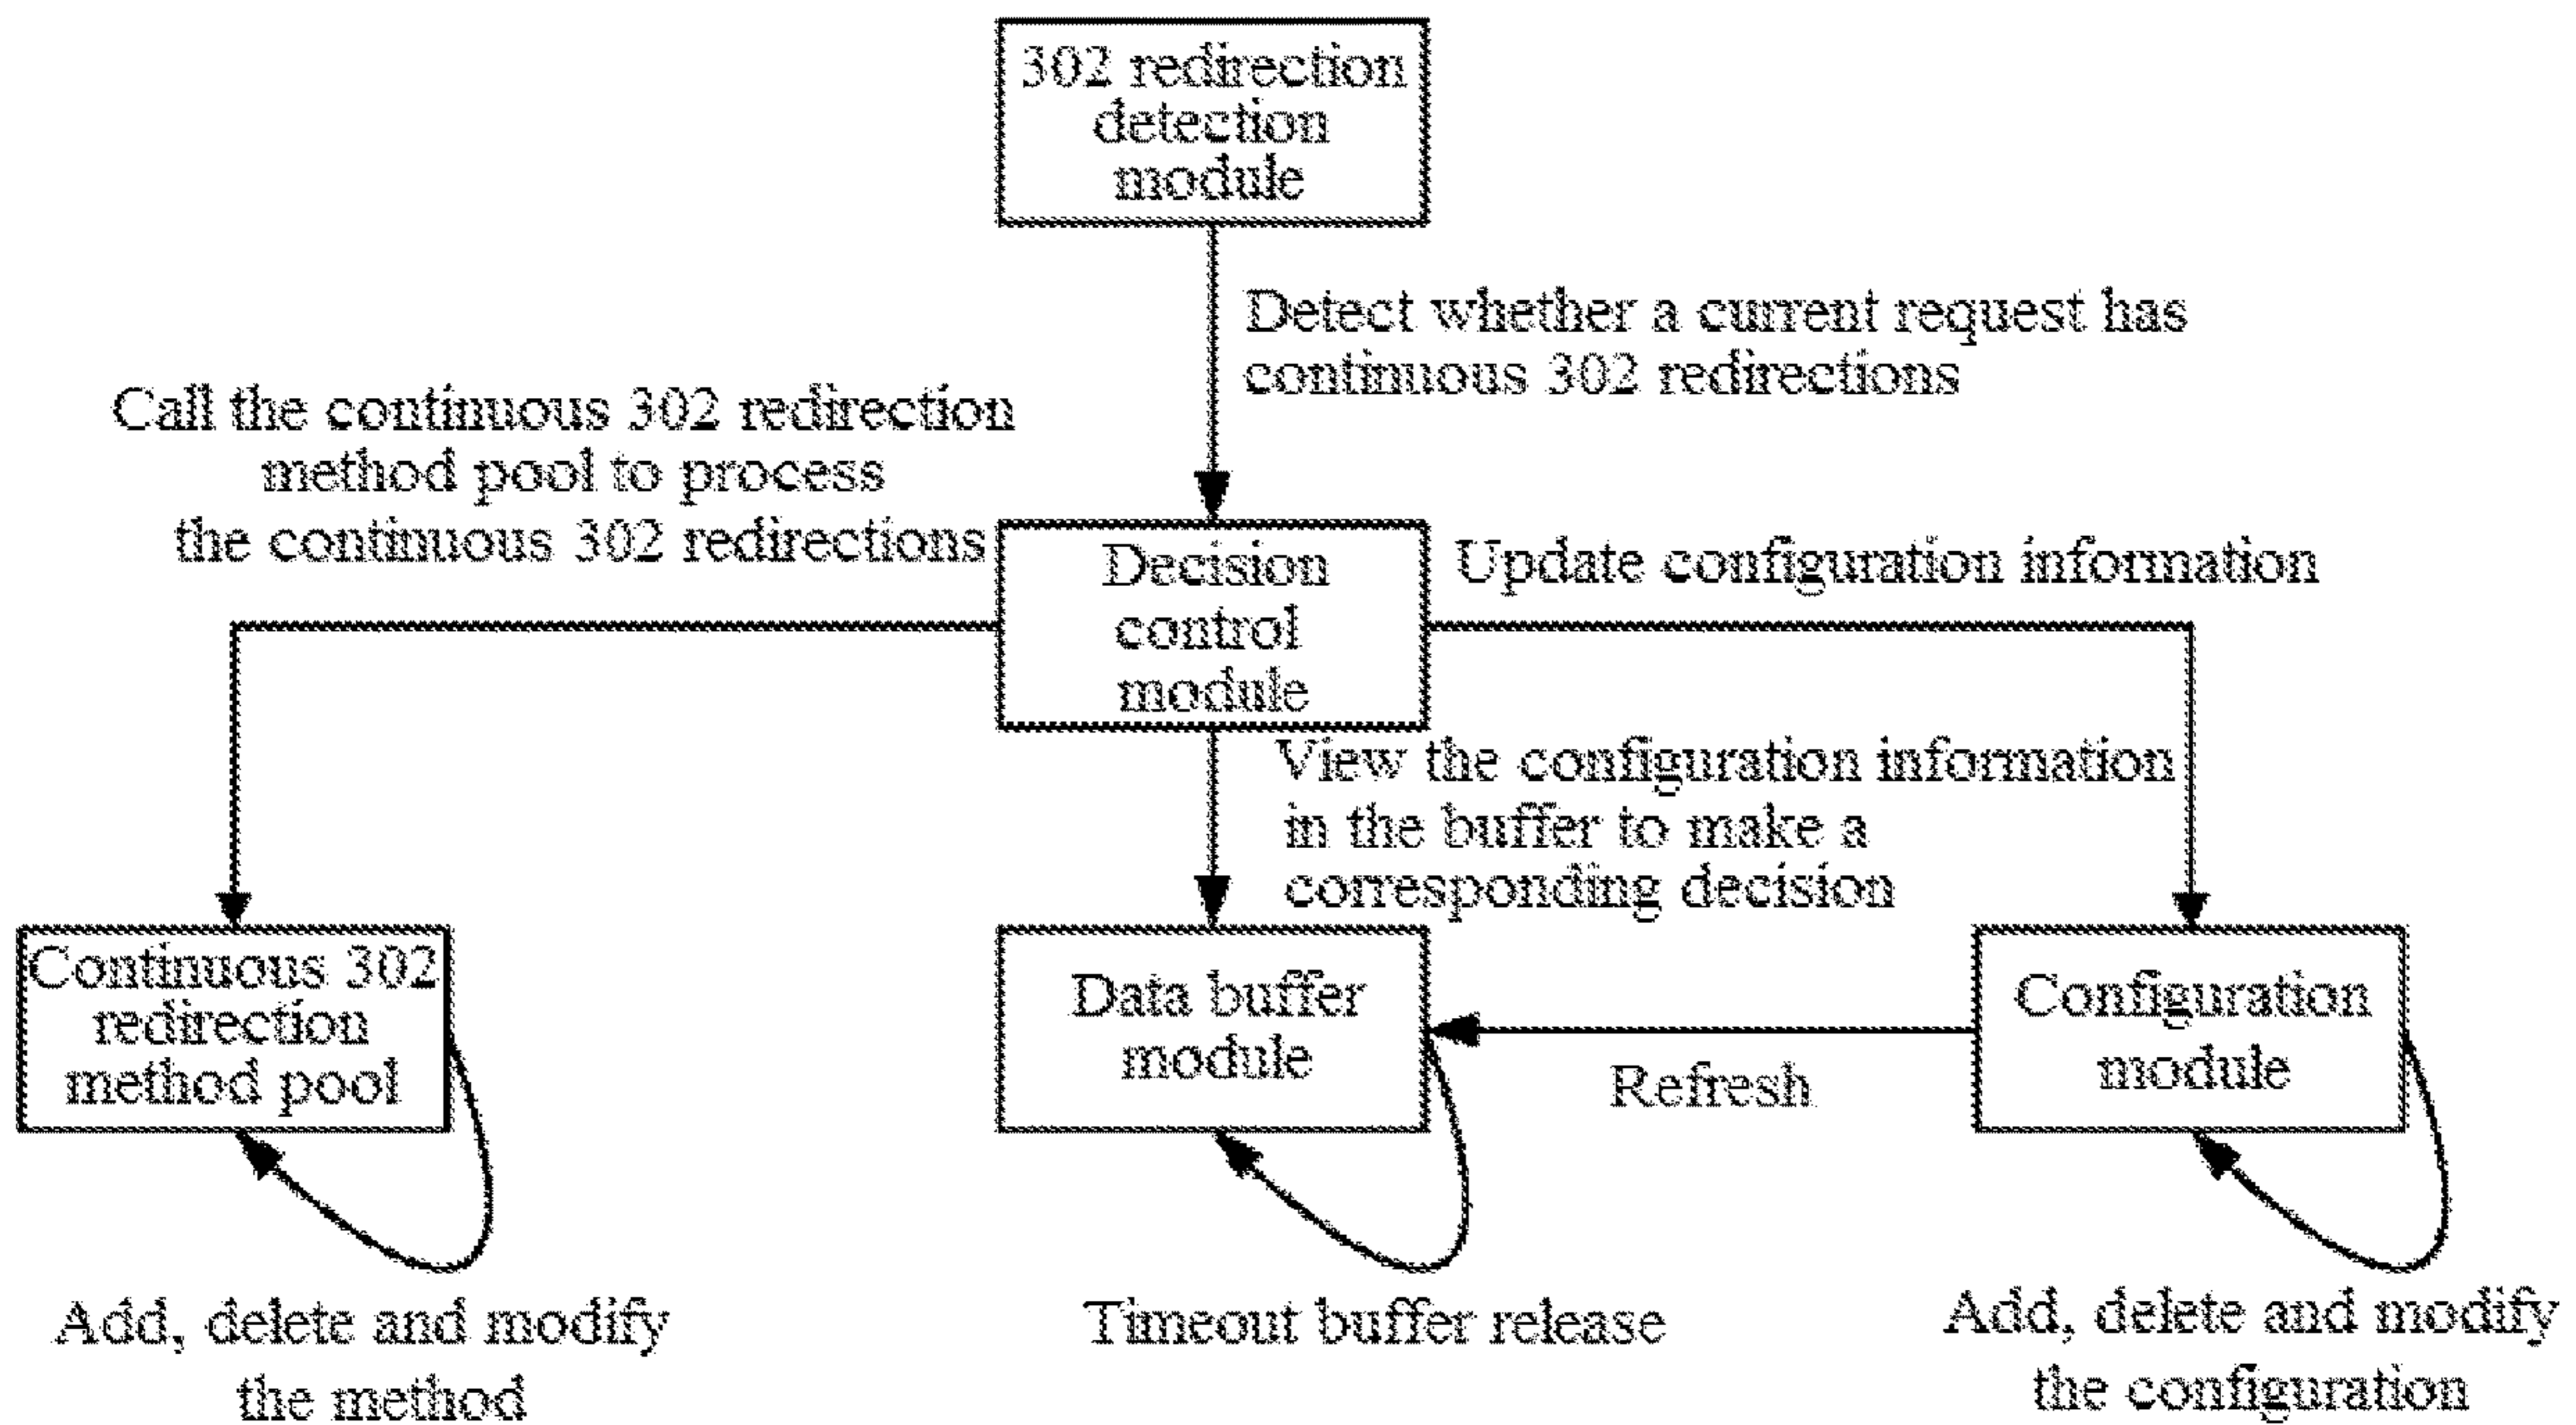 302 redirection
detection
module
Detect whether a current request has
continuous 302 redirections
Call the continuous 302 redirection
method pool to process
the continuous 302 redirections
Decision
control
module
Update configuration information
View the configuration information
in the buffer to make a
corresponding decision
Continuous 302
redirection
method pool
Data buffer
module
Refresh
Configuration
module
Add, delete and modify
the method
Timeout buffer release
Add, delete and modify
the configuration